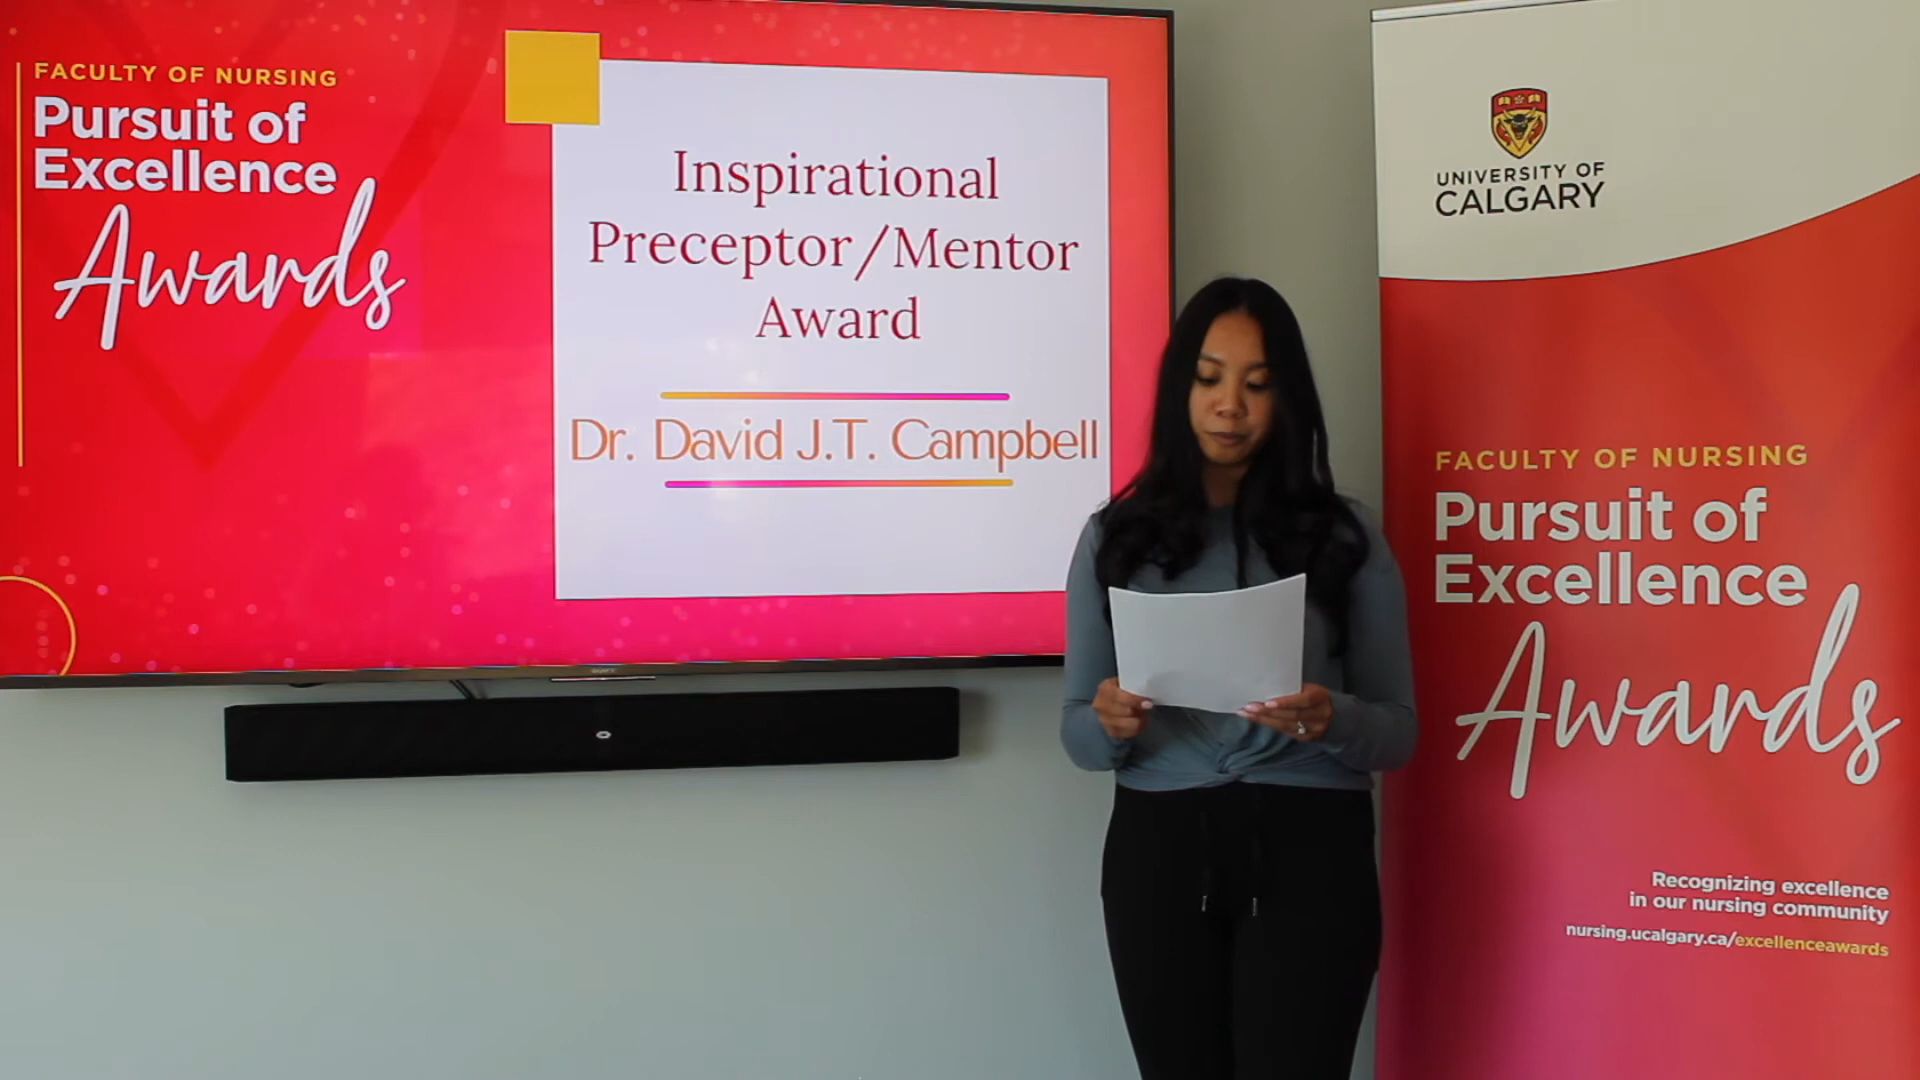 FACULTY OF NURSING
Pursuit of
Excellence
Awards
Inspirational
Preceptor/Mentor
Award
Dr. David J.T. Campbell
SONY
UNIVERSITY OF
CALGARY
FACULTY OF NURSING
Pursuit of
Excellence
Awards
Recognizing excellence
in our nursing community
nursing.ucalgary.ca/excellenceawards